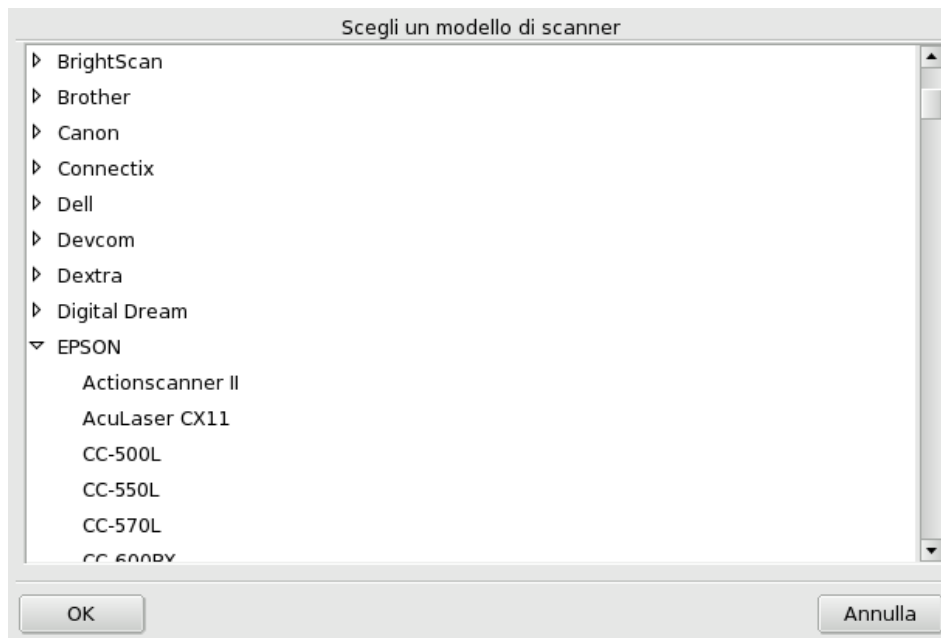 Scegli un modello di scanner
BrightScan
Brother
Canon
Connectix
Dell
Devcom
Dextra
Digital Dream
EPSON
Actionscanner II
AcuLaser CX11
CC-500L
CC-550L
CC-570L
OK
Annulla